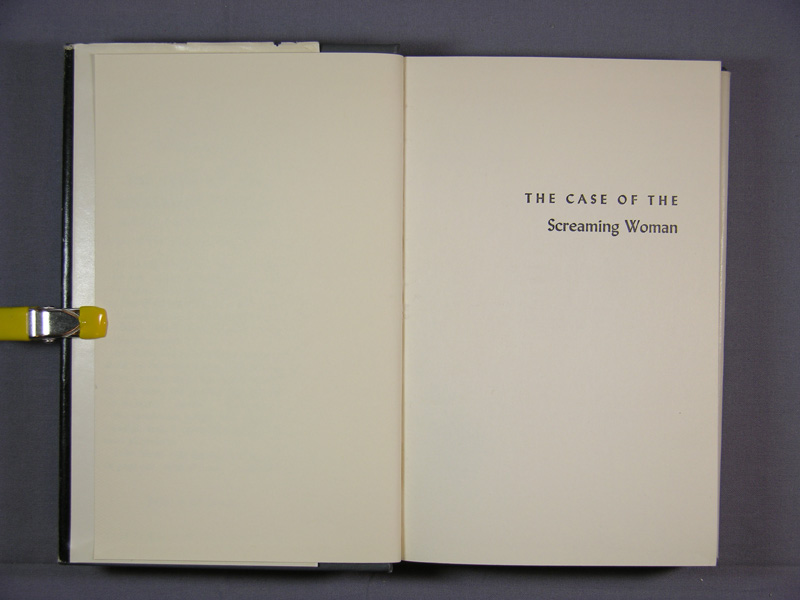 THE CASE OF THE
Screaming Woman